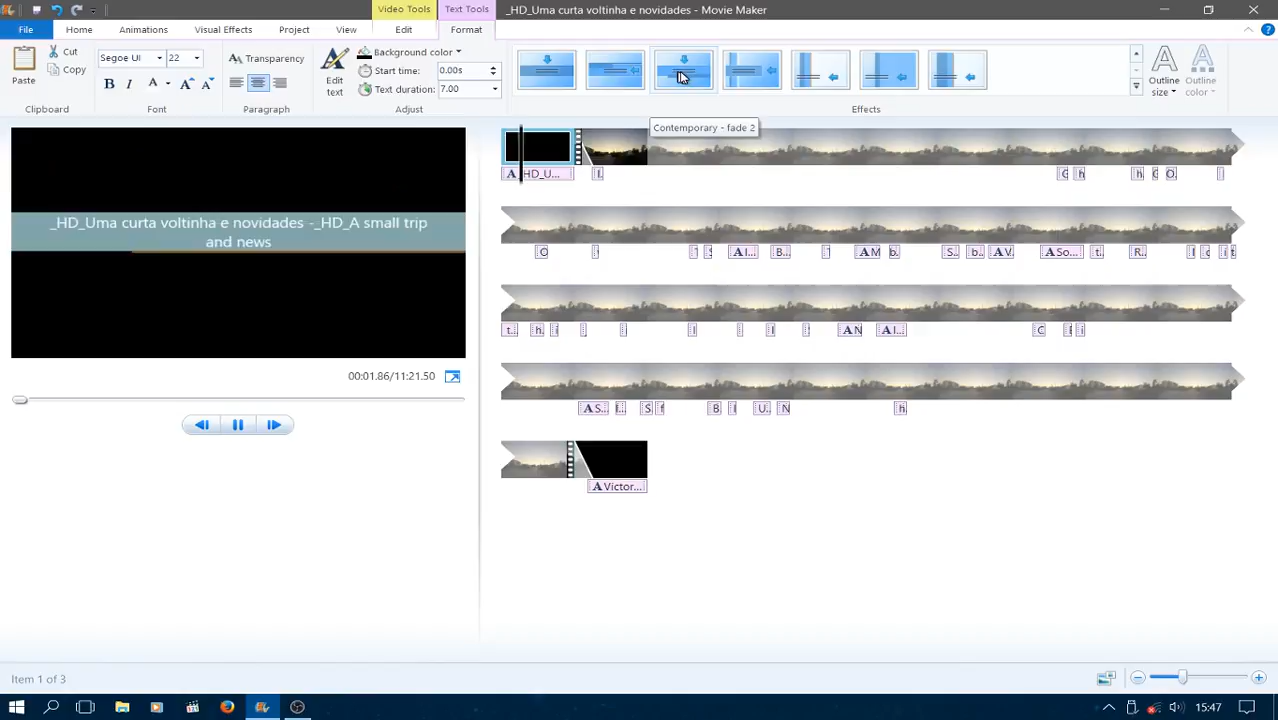 Video Tools
Text Tools
_HD_Uma curta voltinha e novidades - Movie Maker
File
Home
Animations
Visual Effects
Project
View
Edit
Format
Paste
Cut
Copy
Clipboard
Segoe UI
22
B
I
A
A
A
Font
Transparency
Paragraph
Edit
text
Background color
Start time:
0.00s
Text duration:
7.00
Adjust
Effects
Outline
size
Outline
color
Contemporary - fade 2
_HD_Uma curta voltinha e novidades -_HD_A small trip
and news
00:01.86/11:21.50
A HD_U...
A I...
B...
A M
b.
S.
b..
A V.
A So...
t.
R..
t..
h.
A N
A I...
A S..
S
f
B
U..
N
h
A Victor...
Item 1 of 3
15:47